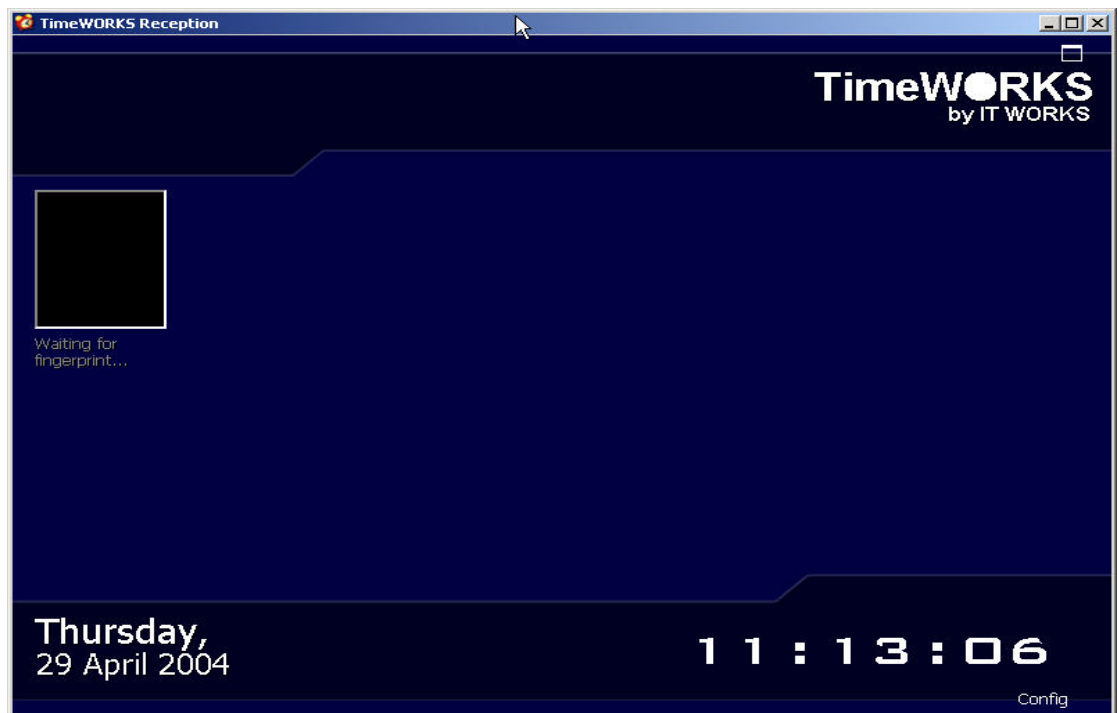 TimeWORKS Reception
TimeWORKS
by IT WORKS
Waiting for
fingerprint...
Thursday,
29 April 2004
11:13:06
Config